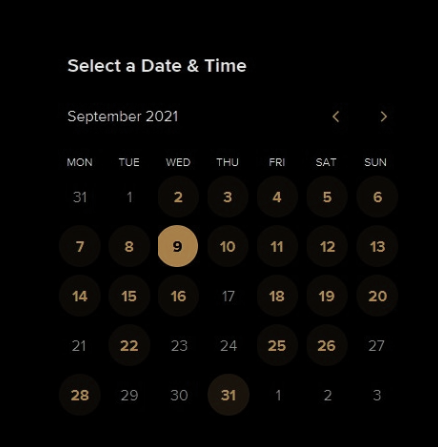 Select a Date & Time
September 2021
MON TUE WED THU FRI SAT SUN
31 1 2 3 4 5 6
7 8 9 10 11 12 13
14 15 16 17 18 19 20
21 22 23 24 25 26 27
28 29 30 31 1 2 3